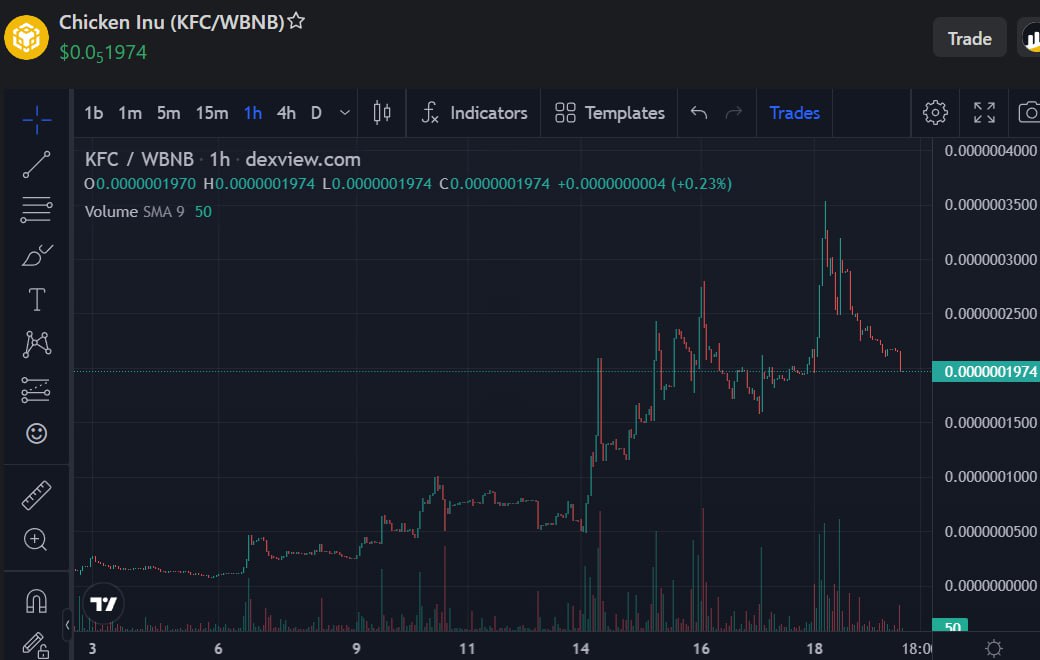 Chicken Inu (KFC/WBNB)
$0.0₅1974
Trade
1b 1m 5m 15m 1h 4h D Indicators Templates Trades
KFC / WBNB · 1h · dexview.com
O0.0000001970 H0.0000001974 L0.0000001974 C0.0000001974 +0.0000000004 (+0.23%)
Volume SMA 9 50
0.0000004000
0.0000003500
0.0000003000
0.0000002500
0.0000001974
0.0000001500
0.0000001000
0.0000000500
0.0000000000
50
3 6 9 11 14 16 18 18:0